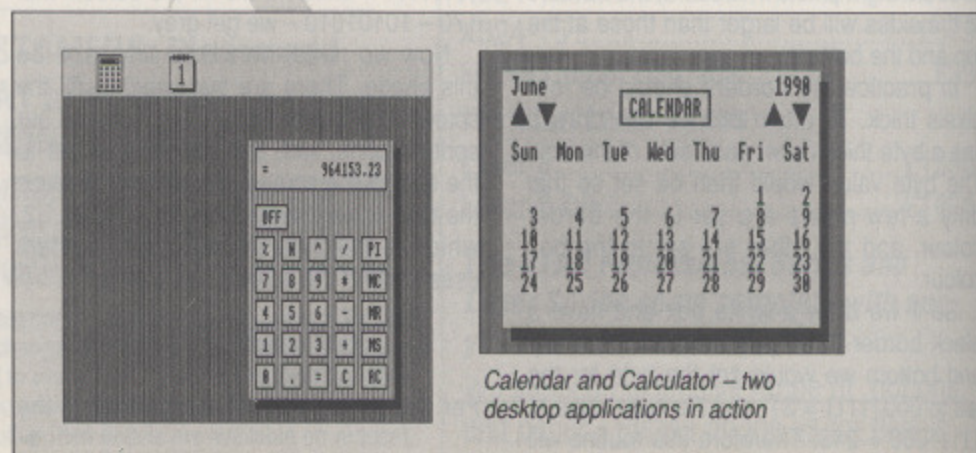 1
= 964153.23
OFF
% N ^ / PI
7 8 9 * MC
4 5 6 - MR
1 2 3 + MS
0 . = C AC
June 1990
CALENDAR
Sun Mon Tue Wed Thu Fri Sat
1 2
3 4 5 6 7 8 9
10 11 12 13 14 15 16
17 18 19 20 21 22 23
24 25 26 27 28 29 30
Calendar and Calculator – two
desktop applications in action